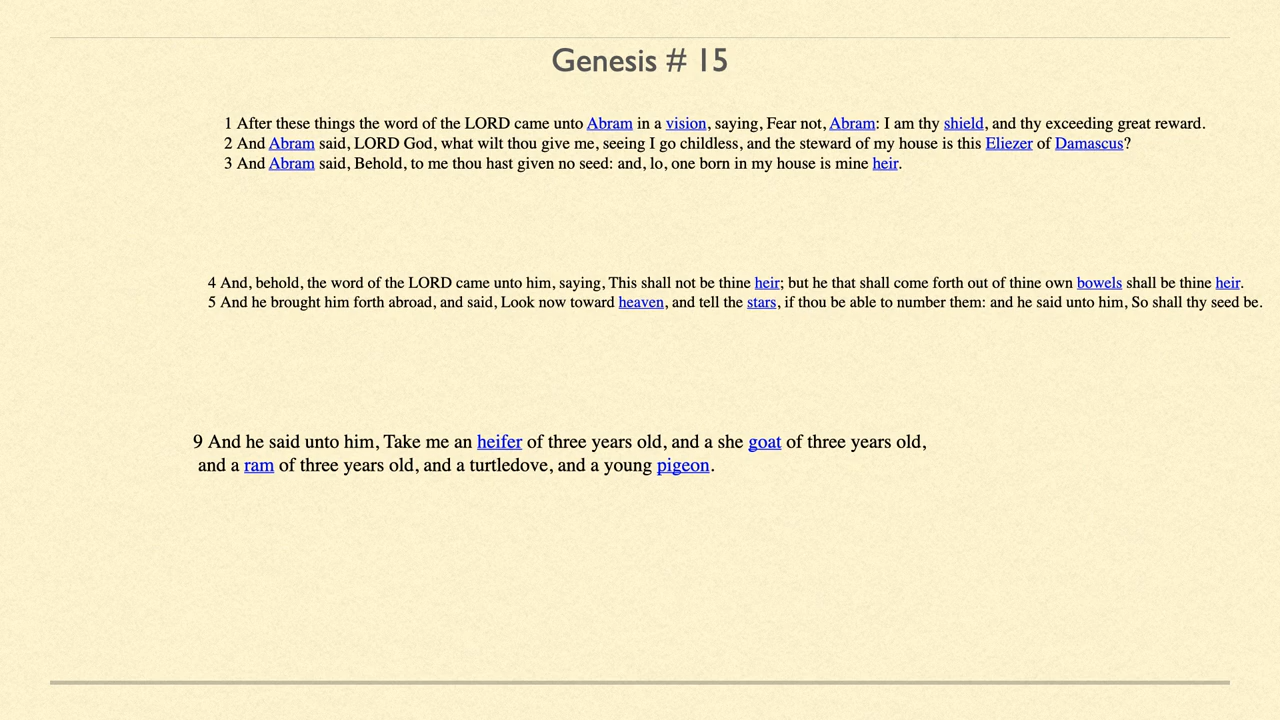 Genesis # 15
1 After these things the word of the LORD came unto Abram in a vision, saying, Fear not, Abram: I am thy shield, and thy exceeding great reward.
2 And Abram said, LORD God, what wilt thou give me, seeing I go childless, and the steward of my house is this Eliezer of Damascus?
3 And Abram said, Behold, to me thou hast given no seed: and, lo, one born in my house is mine heir.
4 And, behold, the word of the LORD came unto him, saying, This shall not be thine heir; but he that shall come forth out of thine own bowels shall be thine heir.
5 And he brought him forth abroad, and said, Look now toward heaven, and tell the stars, if thou be able to number them: and he said unto him, So shall thy seed be.
9 And he said unto him, Take me an heifer of three years old, and a she goat of three years old,
and a ram of three years old, and a turtledove, and a young pigeon.